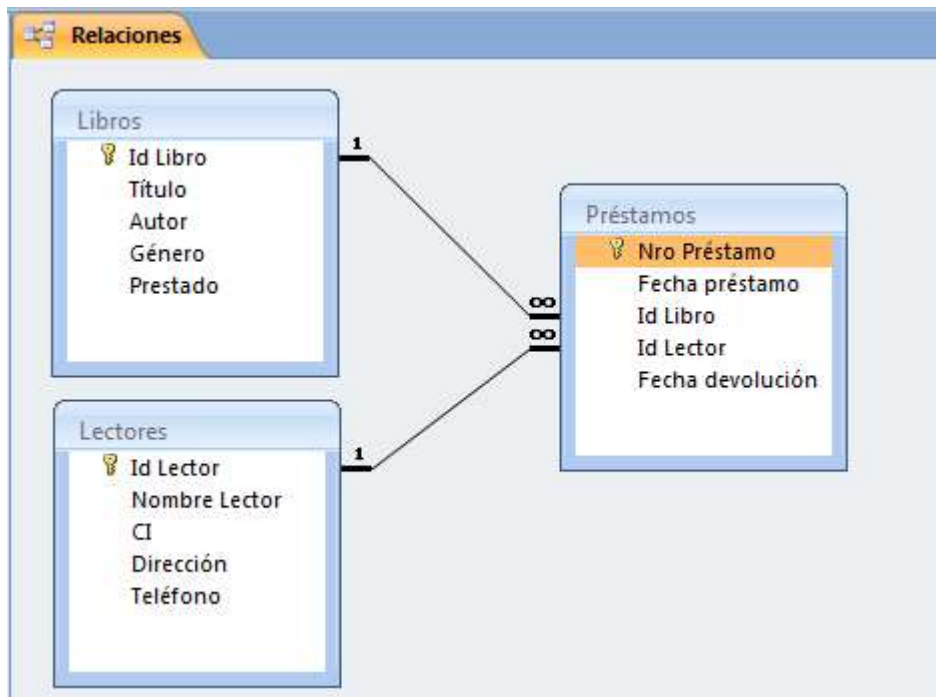 Relaciones
Libros
Id Libro
Título
Autor
Género
Prestado
1
Préstamos
Nro Préstamo
Fecha préstamo
Id Libro
Id Lector
Fecha devolución
∞
∞
Lectores
Id Lector
Nombre Lector
CI
Dirección
Teléfono
1